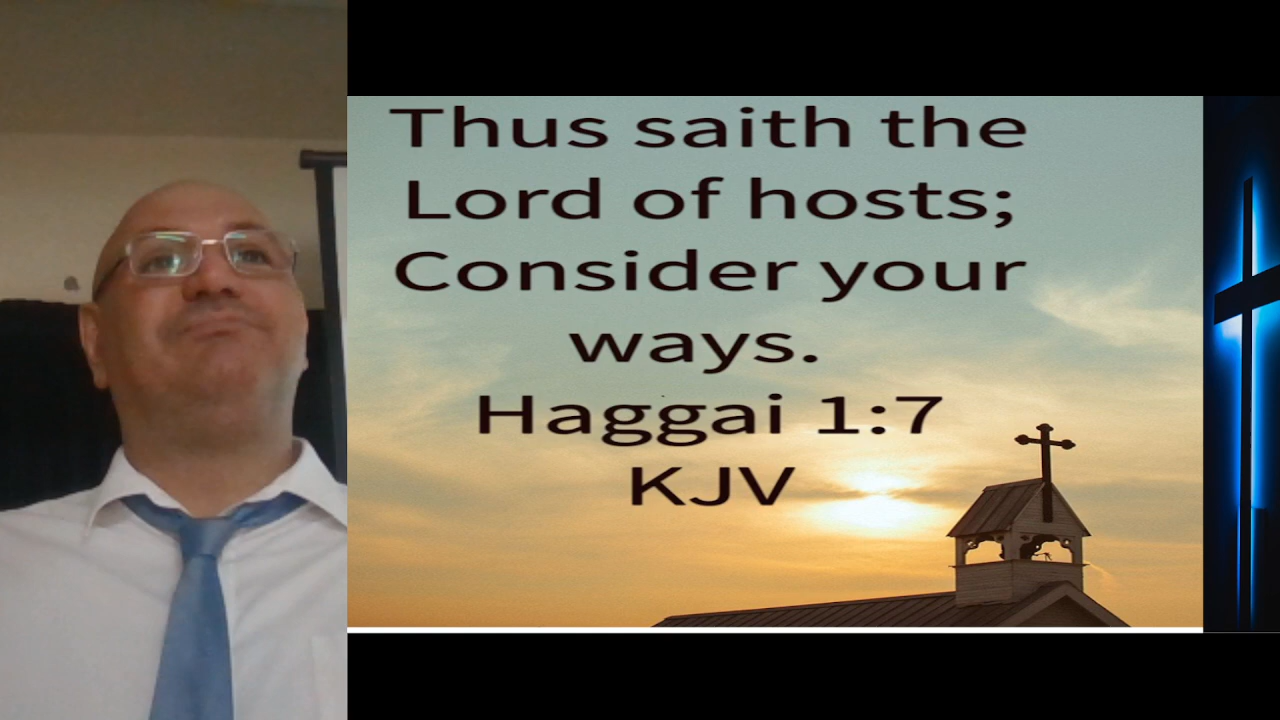 Thus saith the
Lord of hosts;
Consider your
ways.
Haggai 1:7
KJV